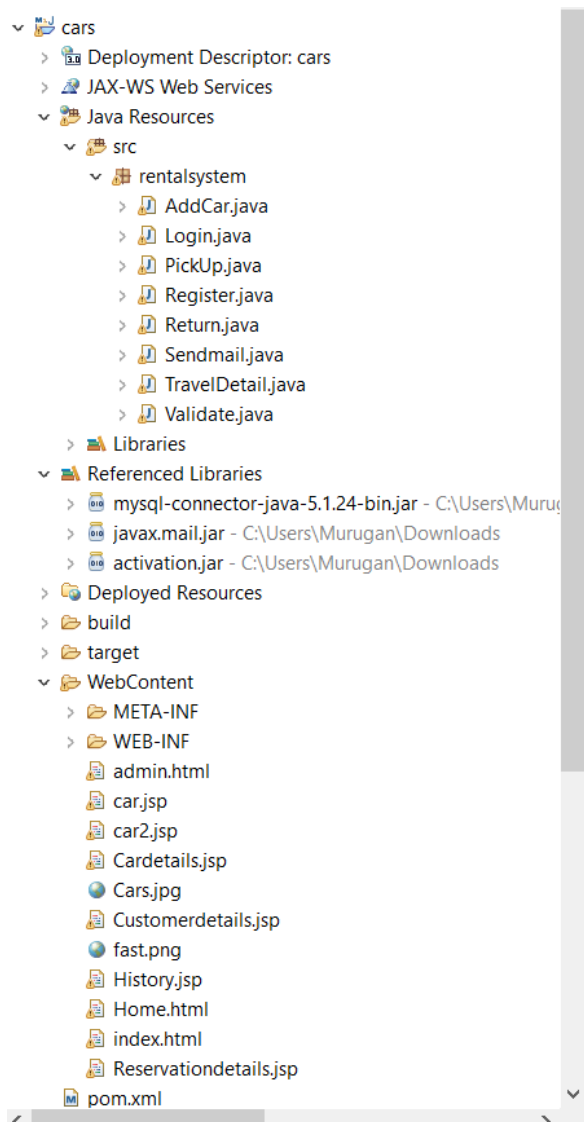 cars
Deployment Descriptor: cars
JAX-WS Web Services
Java Resources
src
rentalsystem
AddCar.java
Login.java
PickUp.java
Register.java
Return.java
Sendmail.java
TravelDetail.java
Validate.java
Libraries
Referenced Libraries
mysql-connector-java-5.1.24-bin.jar - C:\Users\Murug
javax.mail.jar - C:\Users\Murugan\Downloads
activation.jar - C:\Users\Murugan\Downloads
Deployed Resources
build
target
WebContent
META-INF
WEB-INF
admin.html
car.jsp
car2.jsp
Cardetails.jsp
Cars.jpg
Customerdetails.jsp
fast.png
History.jsp
Home.html
index.html
Reservationdetails.jsp
pom.xml